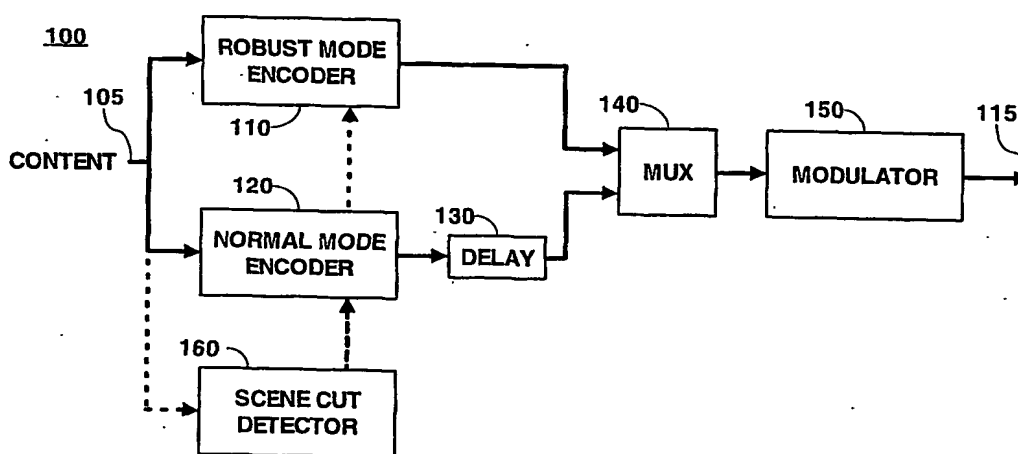 100
ROBUST MODE
ENCODER
105
110
CONTENT
120
NORMAL MODE
ENCODER
130
DELAY
140
MUX
150
MODULATOR
115
160
SCENE CUT
DETECTOR